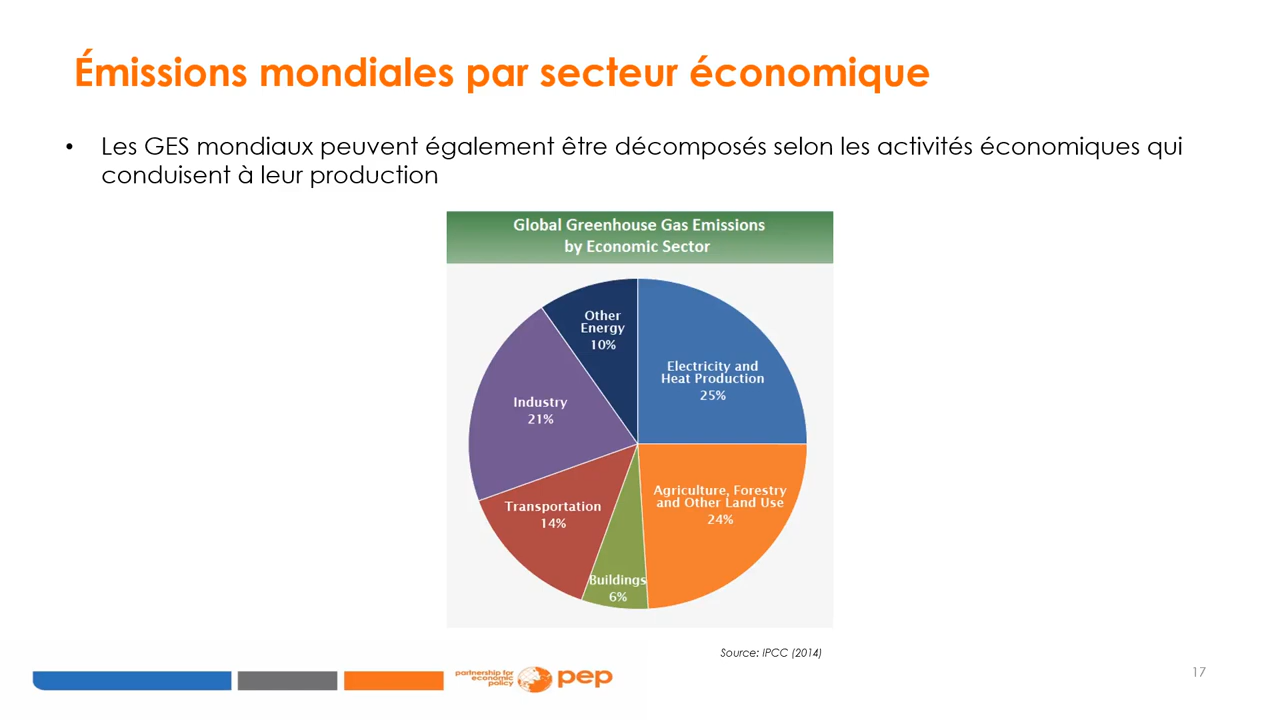 Émissions mondiales par secteur économique
• Les GES mondiaux peuvent également être décomposés selon les activités économiques qui
conduisent à leur production
Global Greenhouse Gas Emissions
by Economic Sector
Other
Energy
10%
Electricity and
Heat Production
25%
Industry
21%
Agriculture, Forestry
and Other Land Use
24%
Transportation
14%
Buildings
6%
Source: IPCC (2014)
partnership for
economic
policy
pep
17